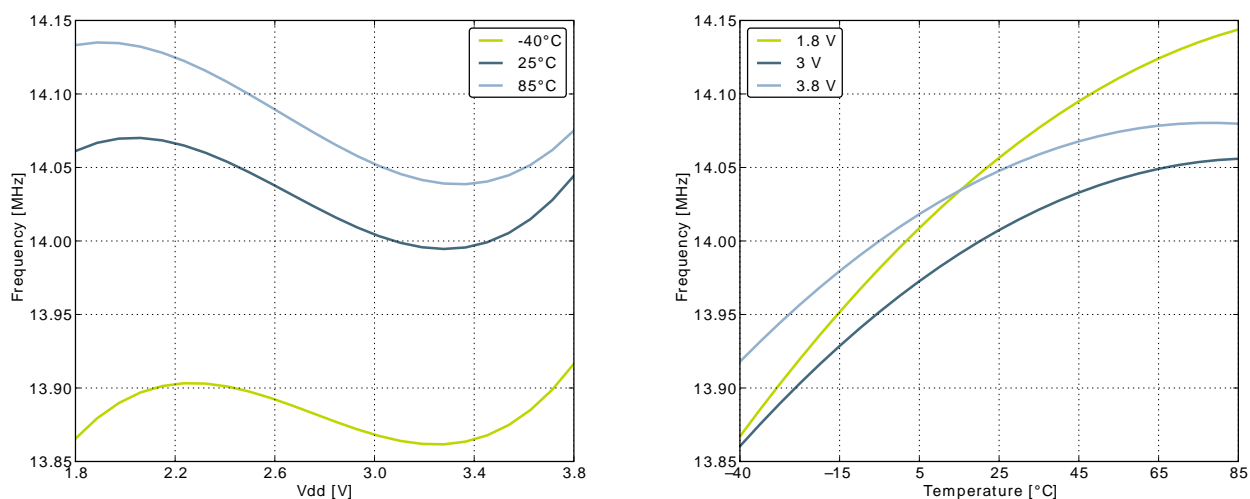 14.15
14.10
14.05
14.00
13.95
13.90
13.85
Frequency [MHz]
1.8
2.2
2.6
3.0
3.4
3.8
Vdd [V]
-40°C
25°C
85°C
14.15
14.10
14.05
14.00
13.95
13.90
13.85
Frequency [MHz]
–40
–15
5
25
45
65
85
Temperature [°C]
1.8 V
3 V
3.8 V